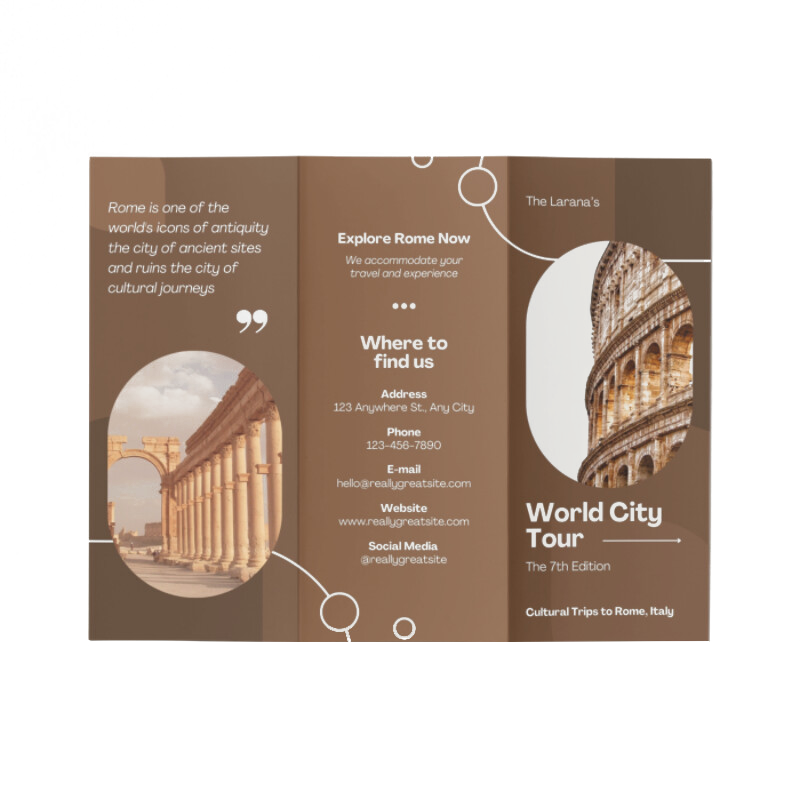 Rome is one of the
world's icons of antiquity
the city of ancient sites
and ruins the city of
cultural journeys
”
Explore Rome Now
We accommodate your
travel and experience
Where to
find us
Address
123 Anywhere St., Any City
Phone
123-456-7890
E-mail
hello@reallygreatsite.com
Website
www.reallygreatsite.com
Social Media
@reallygreatsite
The Larana's
World City
Tour
The 7th Edition
Cultural Trips to Rome, Italy